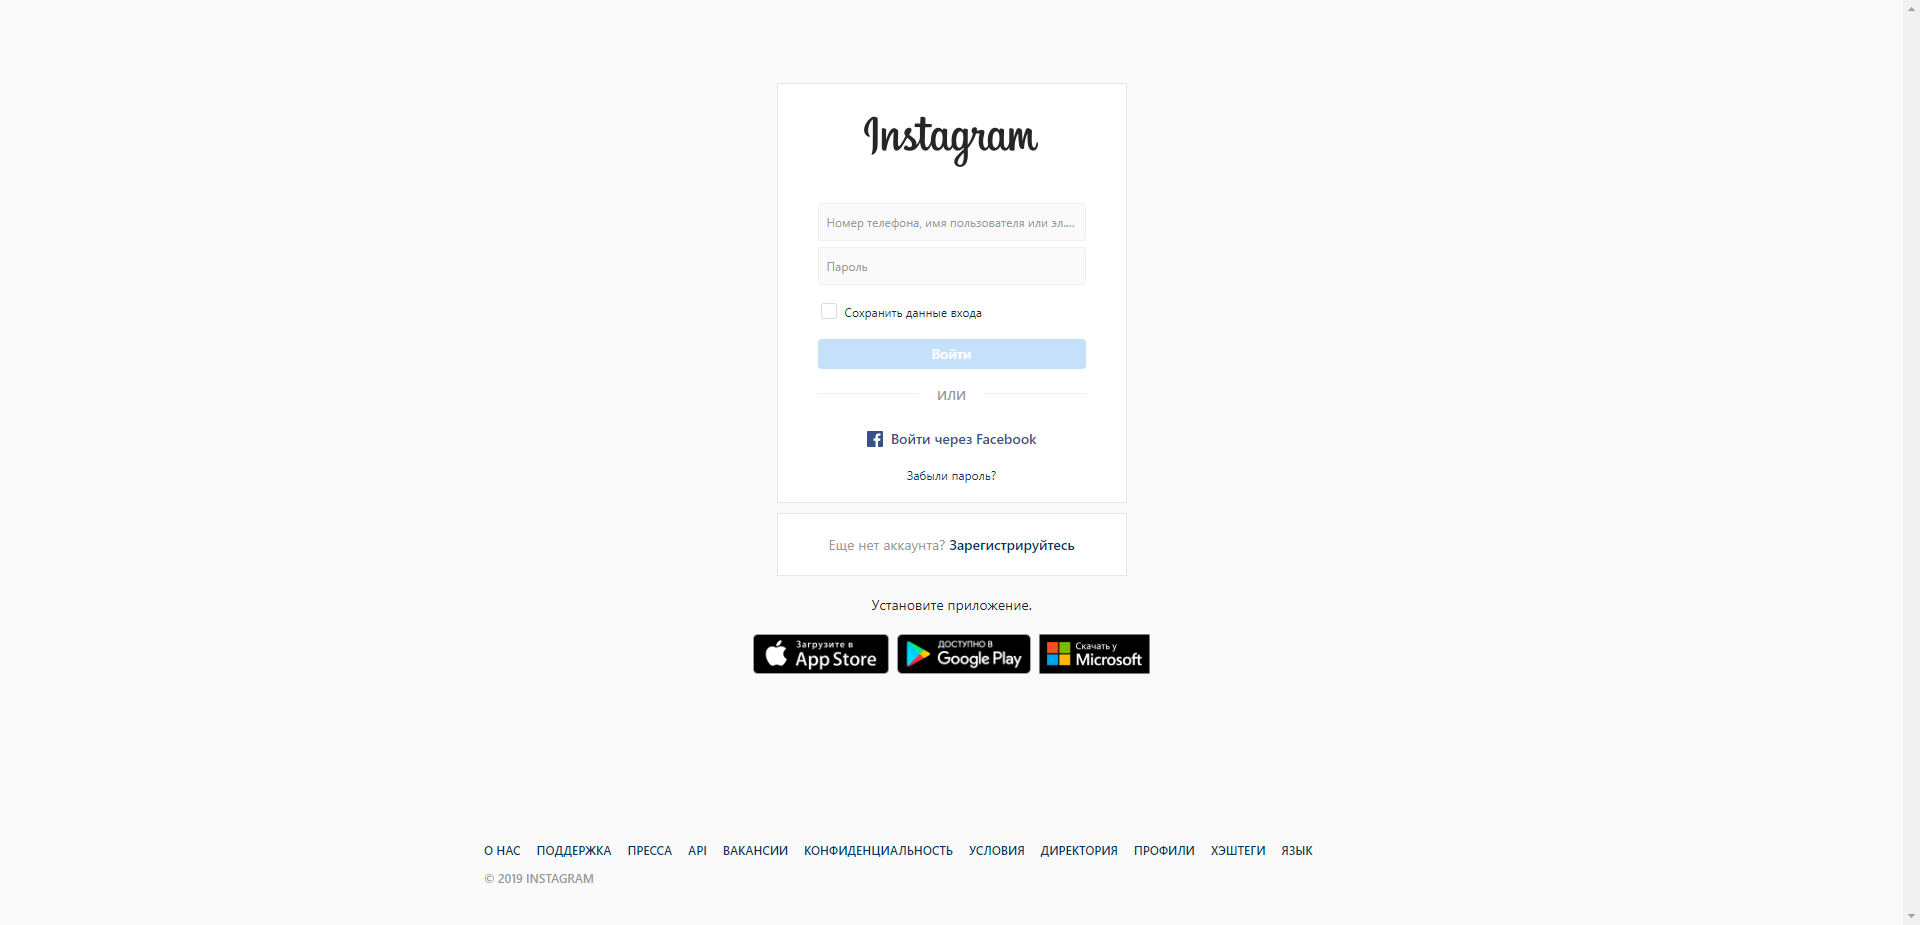 Instagram
Номер телефона, имя пользователя или эл....
Пароль
Сохранить данные входа
Войти
ИЛИ
Войти через Facebook
Забыли пароль?
Еще нет аккаунта? Зарегистрируйтесь
Установите приложение.
Загрузите в
App Store
ДОСТУПНО В
Google Play
Скачать у
Microsoft
О НАС ПОДДЕРЖКА ПРЕССА API ВАКАНСИИ КОНФИДЕНЦИАЛЬНОСТЬ УСЛОВИЯ ДИРЕКТОРИЯ ПРОФИЛИ ХЭШТЕГИ ЯЗЫК
© 2019 INSTAGRAM